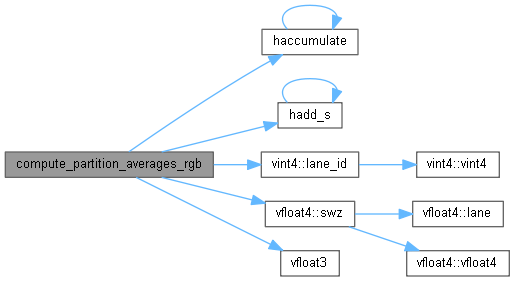 haccumulate
hadd_s
compute_partition_averages_rgb
vint4::lane_id
vint4::vint4
vfloat4::swz
vfloat4::lane
vfloat3
vfloat4::vfloat4